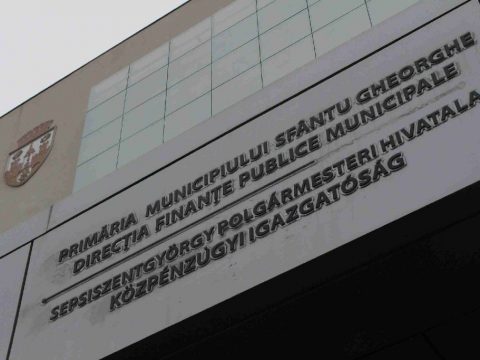 PRIMĂRIA MUNICIPIULUI SFÂNTU GHEORGHE
DIRECȚIA FINANȚE PUBLICE MUNICIPALE
SEPSISZENTGYÖRGY POLGÁRMESTERI HIVATALA
KÖZPÉNZÜGYI IGAZGATÓSÁG